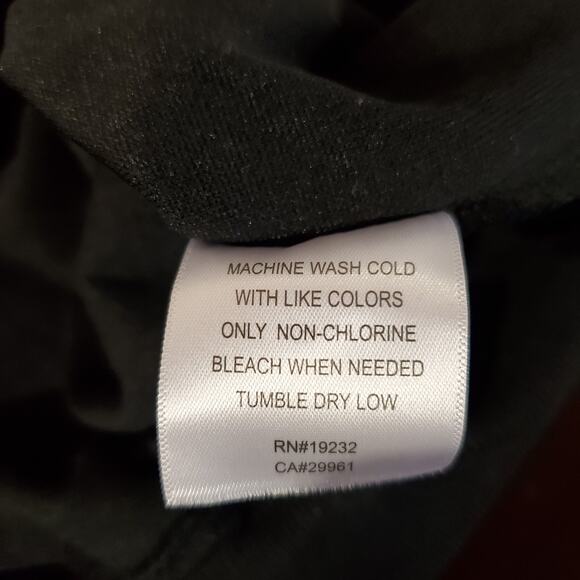 MACHINE WASH COLD
WITH LIKE COLORS
ONLY NON-CHLORINE
BLEACH WHEN NEEDED
TUMBLE DRY LOW
RN#19232
CA#29961